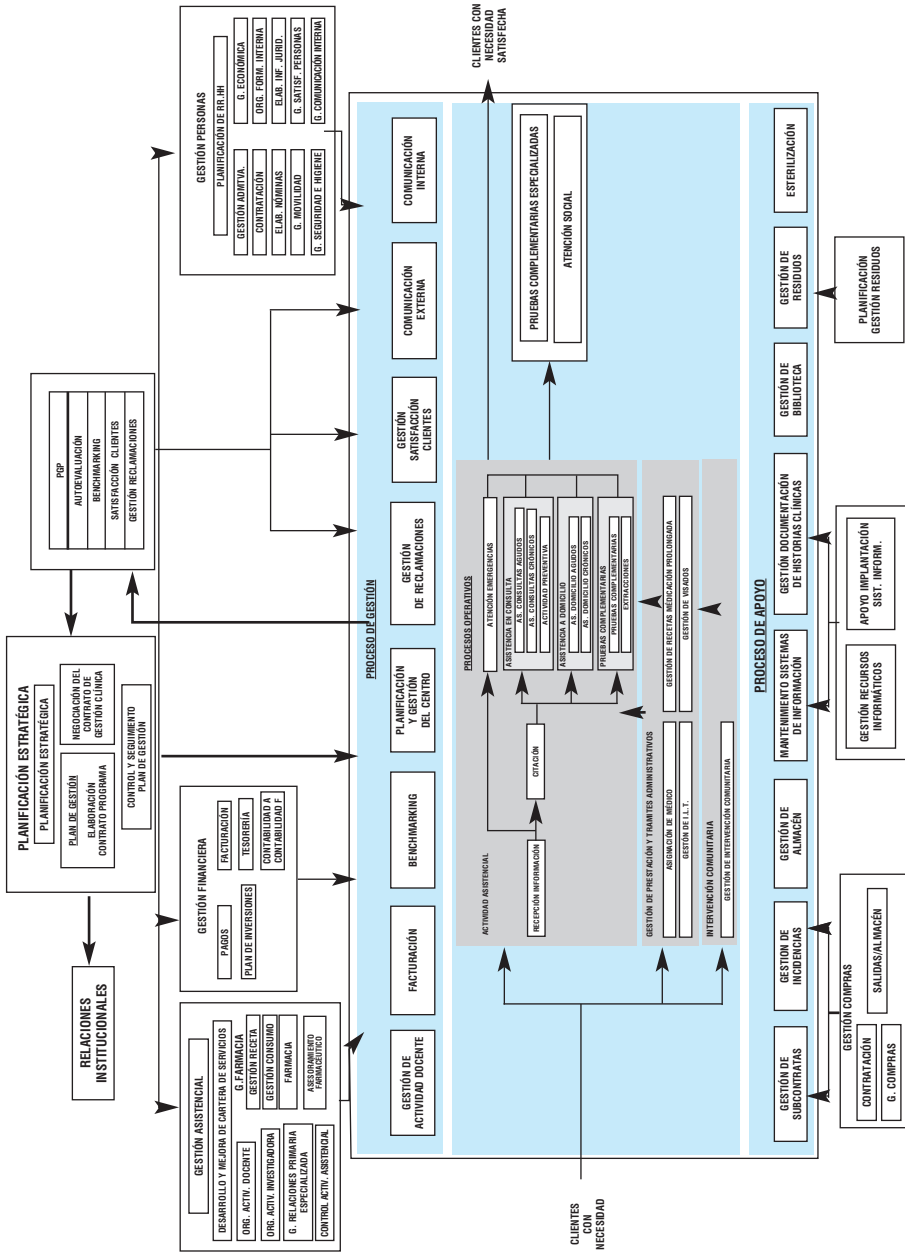 RELACIONES
INSTITUCIONALES
PLANIFICACIÓN ESTRATÉGICA
PLANIFICACIÓN ESTRATÉGICA
PLAN DE GESTIÓN
ELABORACIÓN
CONTRATO PROGRAMA
NEGOCIACIÓN DEL
CONTRATO DE
GESTIÓN CLÍNICA
CONTROL Y SEGUIMIENTO
PLAN DE GESTIÓN
PGP
AUTOEVALUACIÓN
BENCHMARKING
SATISFACCIÓN CLIENTES
GESTIÓN RECLAMACIONES
GESTIÓN ASISTENCIAL
DESARROLLO Y MEJORA DE CARTERA DE SERVICIOS
ORG. ACTIV. DOCENTE
ORG. ACTIV. INVESTIGADORA
G. RELACIONES PRIMARIA
ESPECIALIZADA
CONTROL ACTIV. ASISTENCIAL
G.FARMACIA
GESTIÓN RECETA
GESTIÓN CONSUMO
FARMACIA
ASESORAMIENTO
FARMACÉUTICO
GESTIÓN FINANCIERA
PAGOS
PLAN DE INVERSIONES
FACTURACIÓN
TESORERÍA
CONTABILIDAD A
CONTABILIDAD F
GESTIÓN PERSONAS
PLANIFICACIÓN DE RR.HH
GESTIÓN ADMTVA.
CONTRATACIÓN
ELAB. NÓMINAS
G. MOVILIDAD
G. SEGURIDAD E HIGIENE
G. ECONÓMICA
ORG. FORM. INTERNA
ELAB. INF. JURID.
G. SATISF. PERSONAS
G.COMUNICACIÓN INTERNA
PROCESO DE GESTIÓN
GESTIÓN DE
ACTIVIDAD DOCENTE
FACTURACIÓN
BENCHMARKING
PLANIFICACIÓN
Y GESTIÓN
DEL CENTRO
GESTIÓN
DE RECLAMACIONES
GESTIÓN
SATISFACCIÓN
CLIENTES
COMUNICACIÓN
EXTERNA
COMUNICACIÓN
INTERNA
CLIENTES
CON
NECESIDAD
ACTIVIDAD ASISTENCIAL
RECEPCIÓN INFORMACIÓN
CITACIÓN
PROCESOS OPERATIVOS
ATENCIÓN EMERGENCIAS
ASISTENCIA EN CONSULTA
AS. CONSULTAS AGUDOS
AS. CONSULTAS CRÓNICOS
ACTIVIDAD PREVENTIVA
ASISTENCIA A DOMICILIO
AS. DOMICILIO AGUDOS
AS. DOMICILIO CRÓNICOS
PRUEBAS COMPLEMENTARIAS
PRUEBAS COMPLEMENTARIAS
EXTRACCIONES
GESTIÓN DE PRESTACIÓN Y TRAMITES ADMINISTRATIVOS
ASIGNACIÓN DE MÉDICO
GESTÓN DE I.L.T.
GESTIÓN DE RECETAS MÉDICACIÓN PROLONGADA
GESTIÓN DE VISADOS
INTERVENCIÓN COMUNITARIA
GESTIÓN DE INTERVENCIÓN COMUNITARIA
PRUEBAS COMPLEMENTARIAS ESPECIALIZADAS
ATENCIÓN SOCIAL
CLIENTES CON
NECESIDAD
SATISFECHA
PROCESO DE APOYO
GESTIÓN DE
SUBCONTRATAS
GESTION DE
INCIDENCIAS
GESTIÓN DE
ALMACÉN
MANTENIMIENTO SISTEMAS
DE INFORMACIÓN
GESTIÓN DOCUMENTACIÓN
DE HISTORIAS CLÍNICAS
GESTIÓN DE
BIBLIOTECA
GESTIÓN DE
RESIDUOS
ESTERILIZACIÓN
GESTIÓN COMPRAS
CONTRATACIÓN
G. COMPRAS
SALIDAS/ALMACÉN
GESTIÓN RECURSOS
INFORMÁTICOS
APOYO IMPLANTACIÓN
SIST. INFORM.
PLANIFICACIÓN
GESTIÓN RESIDUOS